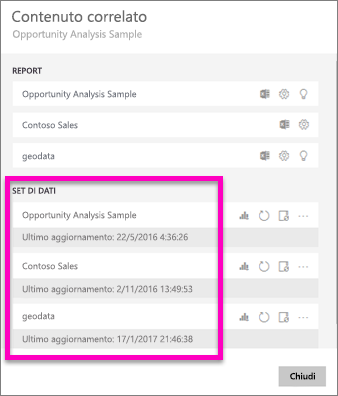 Contenuto correlato
Opportunity Analysis Sample
REPORT
Opportunity Analysis Sample
Contoso Sales
geodata
SET DI DATI
Opportunity Analysis Sample
Ultimo aggiornamento: 22/5/2016 4:36:26
Contoso Sales
Ultimo aggiornamento: 2/11/2016 13:49:53
geodata
Ultimo aggiornamento: 17/1/2017 21:46:38
Chiudi